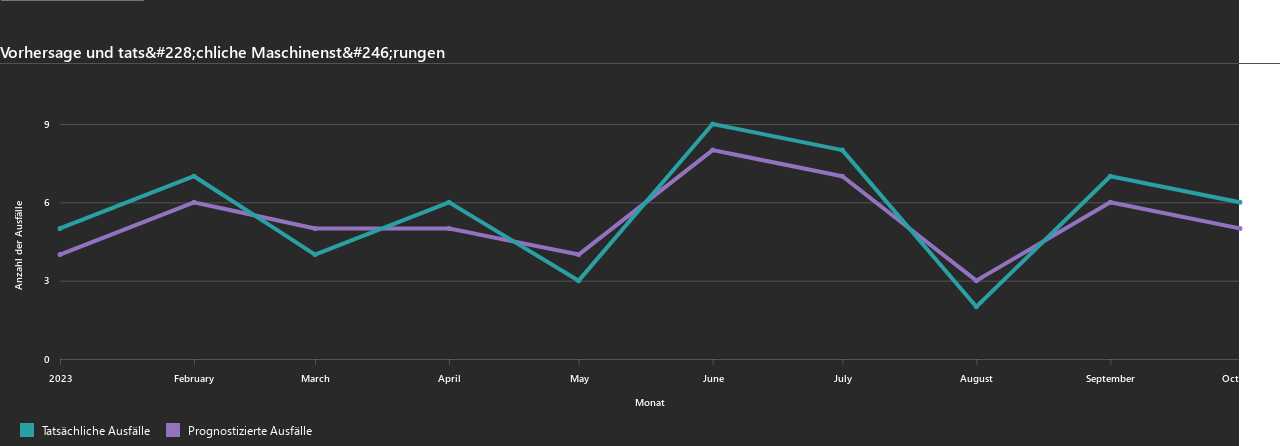 Vorhersage und tats&#228;chliche Maschinenst&#246;rungen
9
6
3
0
Anzahl der Ausfälle
2023 February March April May June July August September Oct
Monat
Tatsächliche Ausfälle Prognostizierte Ausfälle